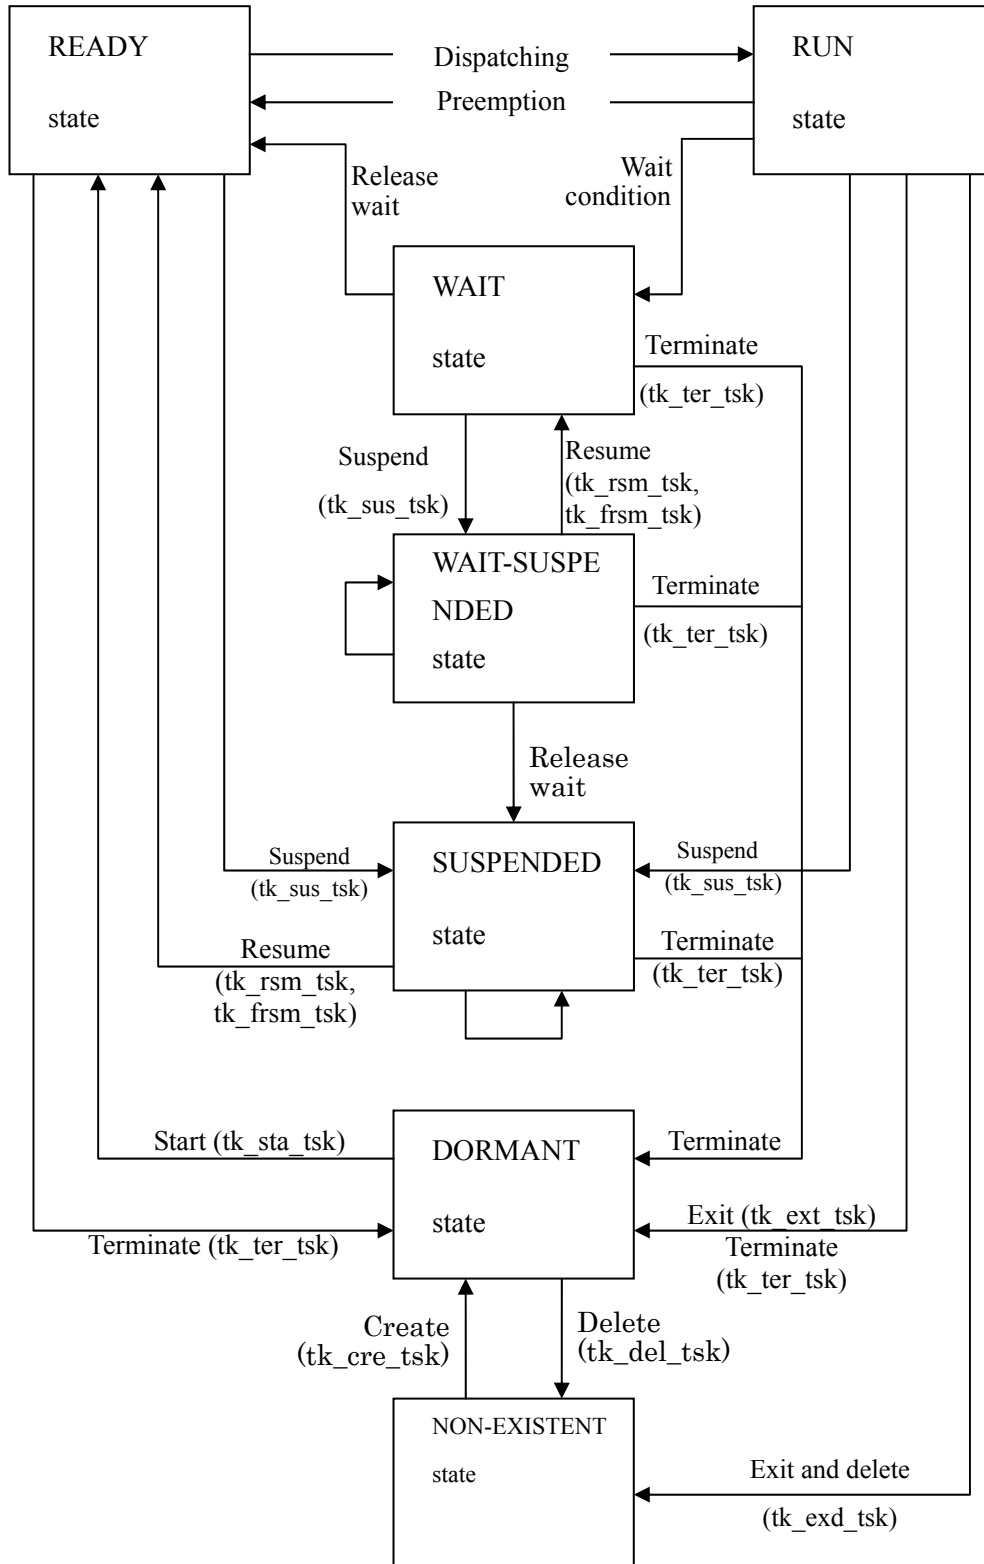 READY
state
Dispatching
Preemption
RUN
state
Release
wait
Wait
condition
WAIT
state
Terminate
(tk_ter_tsk)
Suspend
(tk_sus_tsk)
Resume
(tk_rsm_tsk,
tk_frsm_tsk)
WAIT-SUSPE
NDED
state
Terminate
(tk_ter_tsk)
Release
wait
Suspend
(tk_sus_tsk)
SUSPENDED
state
Suspend
(tk_sus_tsk)
Resume
(tk_rsm_tsk,
tk_frsm_tsk)
Terminate
(tk_ter_tsk)
Start (tk_sta_tsk)
DORMANT
state
Terminate
Terminate (tk_ter_tsk)
Exit (tk_ext_tsk)
Terminate
(tk_ter_tsk)
Create
(tk_cre_tsk)
Delete
(tk_del_tsk)
NON-EXISTENT
state
Exit and delete
(tk_exd_tsk)